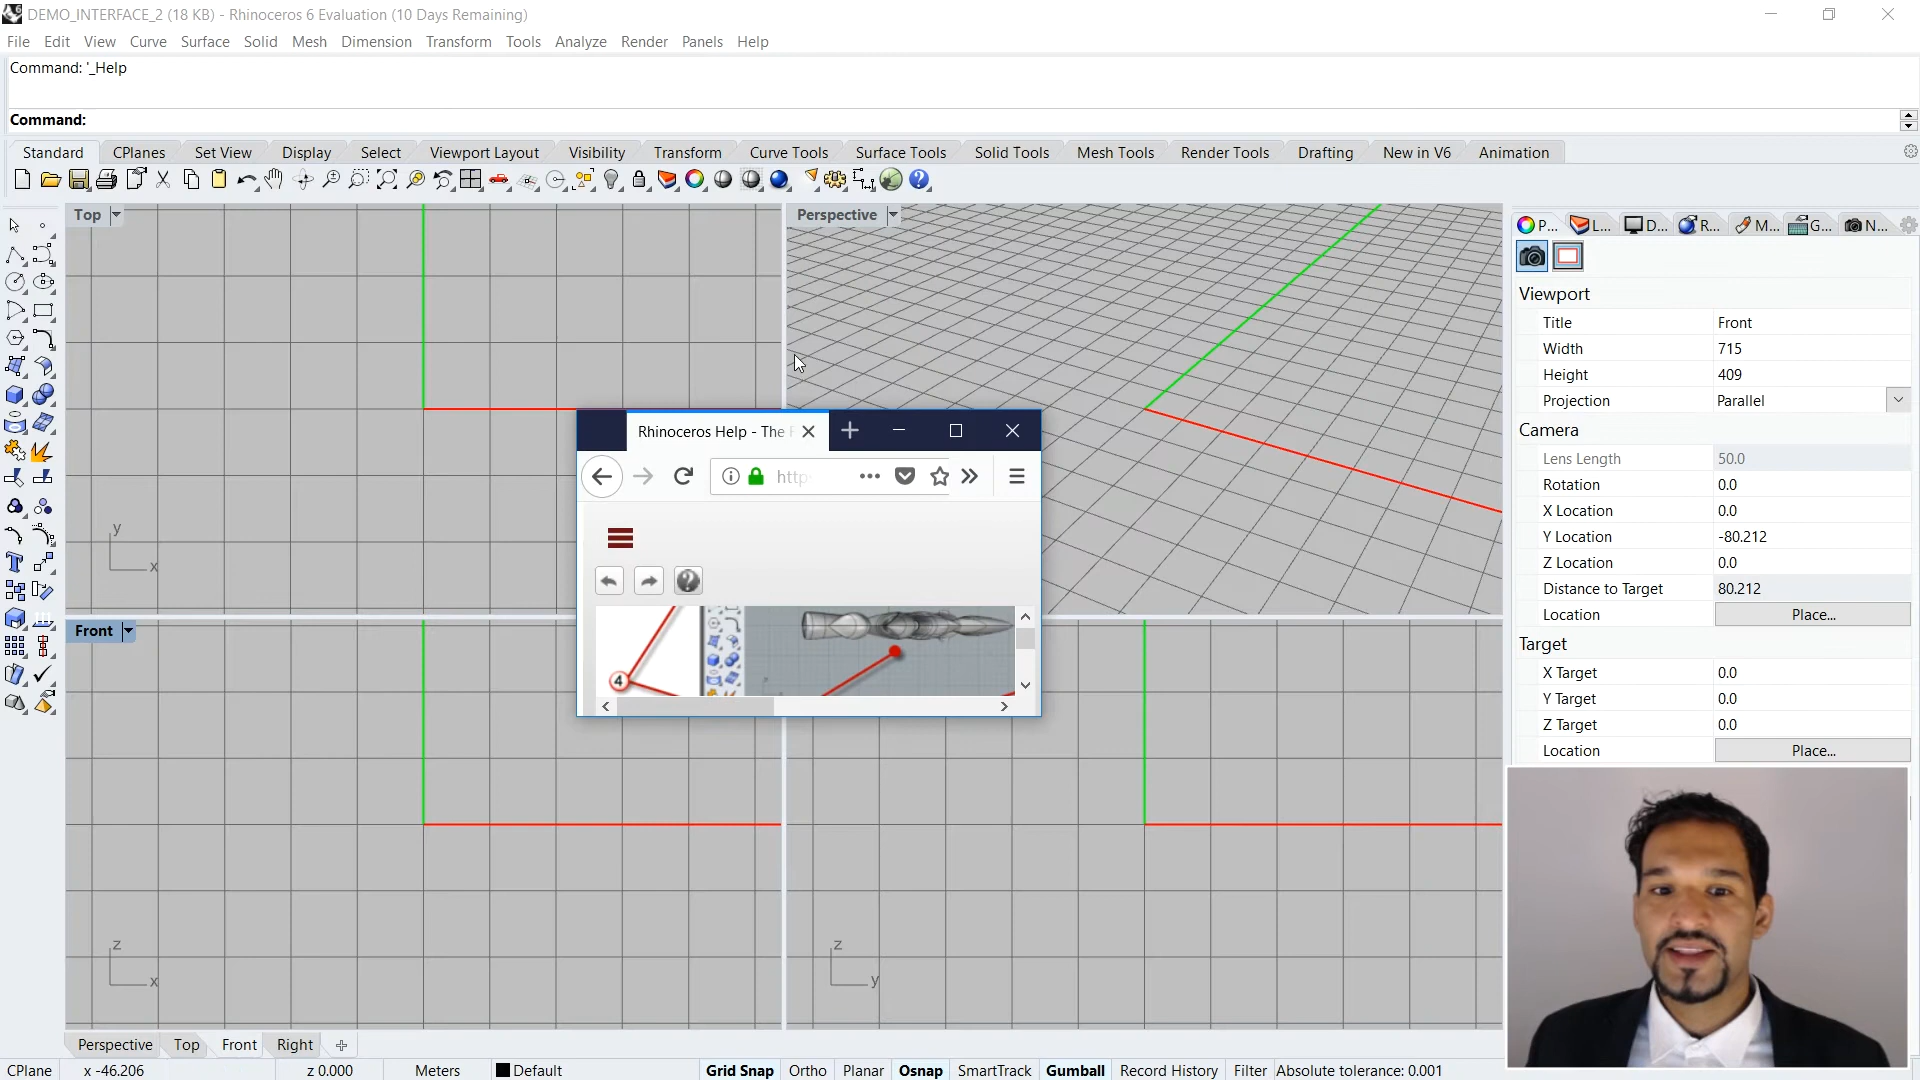 DEMO_INTERFACE_2 (18 KB) - Rhinoceros 6 Evaluation (10 Days Remaining)
File Edit View Curve Surface Solid Mesh Dimension Transform Tools Analyze Render Panels Help
Command: '_Help
Command:
Standard CPlanes Set View Display Select Viewport Layout Visibility Transform Curve Tools Surface Tools Solid Tools Mesh Tools Render Tools Drafting New in V6 Animation
Top
Perspective
P... L... D... R... M... G... N...
Viewport
Title Front
Width 715
Height 409
Projection Parallel
Camera
Lens Length 50.0
Rotation 0.0
X Location 0.0
Y Location -80.212
Z Location 0.0
Distance to Target 80.212
Location Place...
Target
X Target 0.0
Y Target 0.0
Z Target 0.0
Location Place...
Rhinoceros Help - The
http
4
y
x
Front
z
x
z
y
Perspective Top Front Right
CPlane x -46.206 z 0.000 Meters Default Grid Snap Ortho Planar Osnap SmartTrack Gumball Record History Filter Absolute tolerance: 0.001